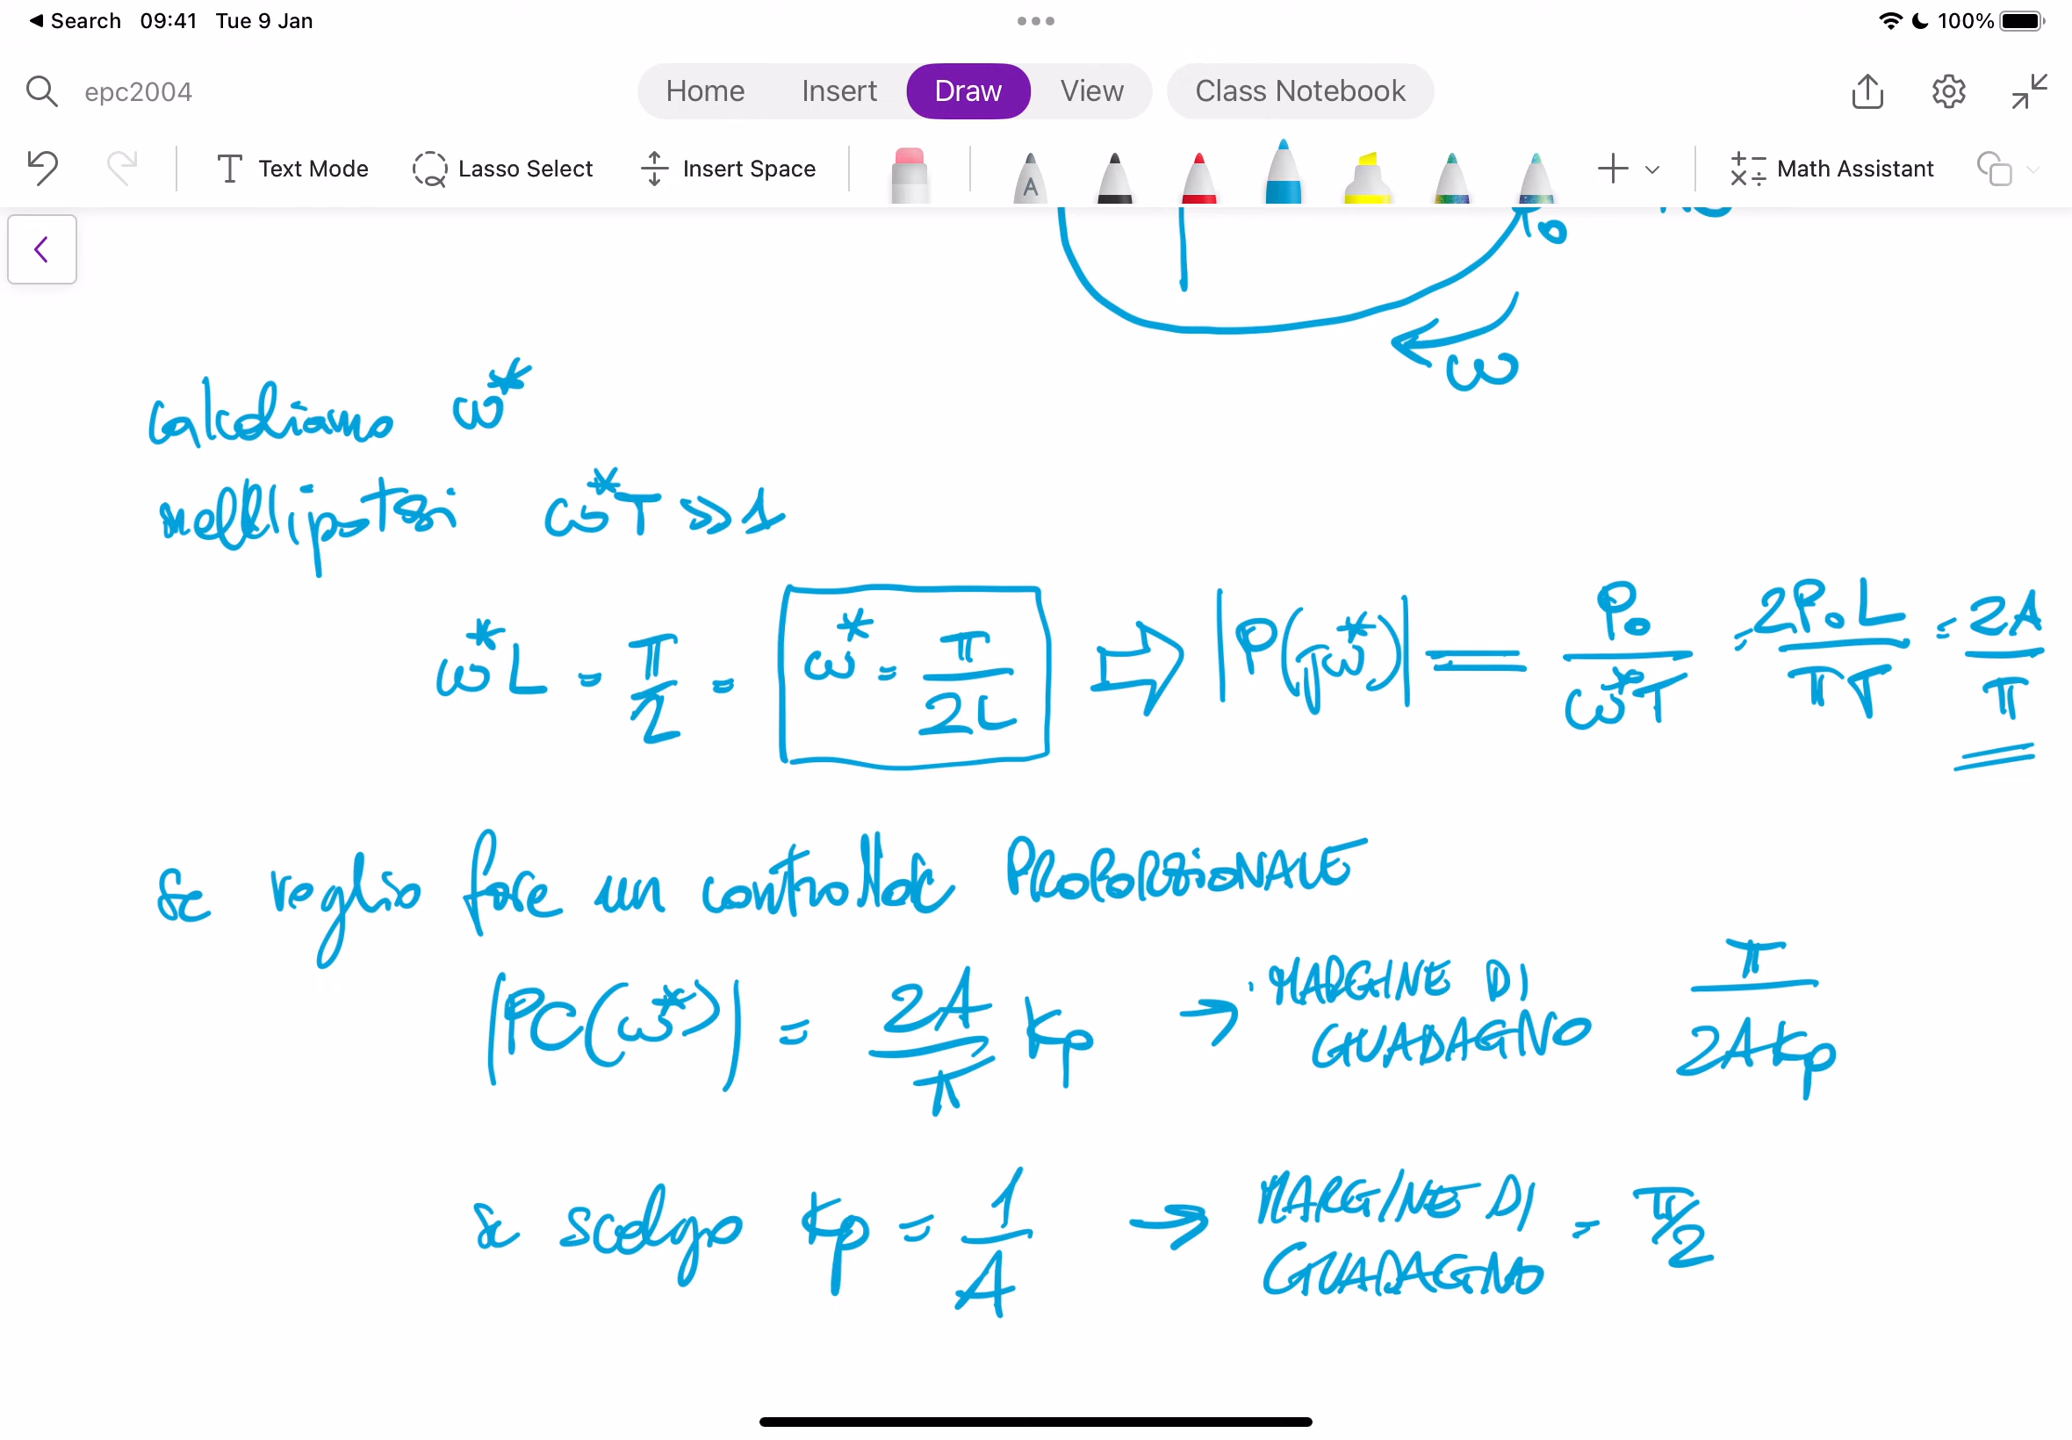 ◀ Search 09:41 Tue 9 Jan 100%
epc2004 Home Insert Draw View Class Notebook
Text Mode Lasso Select Insert Space A Math Assistant
ω
calcoliamo ω*
nell'ipotesi ω*T >> 1
ω*L = π/2 = ω* = π/2L ⇒ |P(jω*)| = P₀/ω*T = 2P₀L/πT = 2A/π
se voglio fare un controllore PROPORZIONALE
|PC(ω*)| = 2A/π Kp → MARGINE DI GUADAGNO π/2AKp
se scelgo Kp = 1/A → MARGINE DI GUADAGNO = π/2